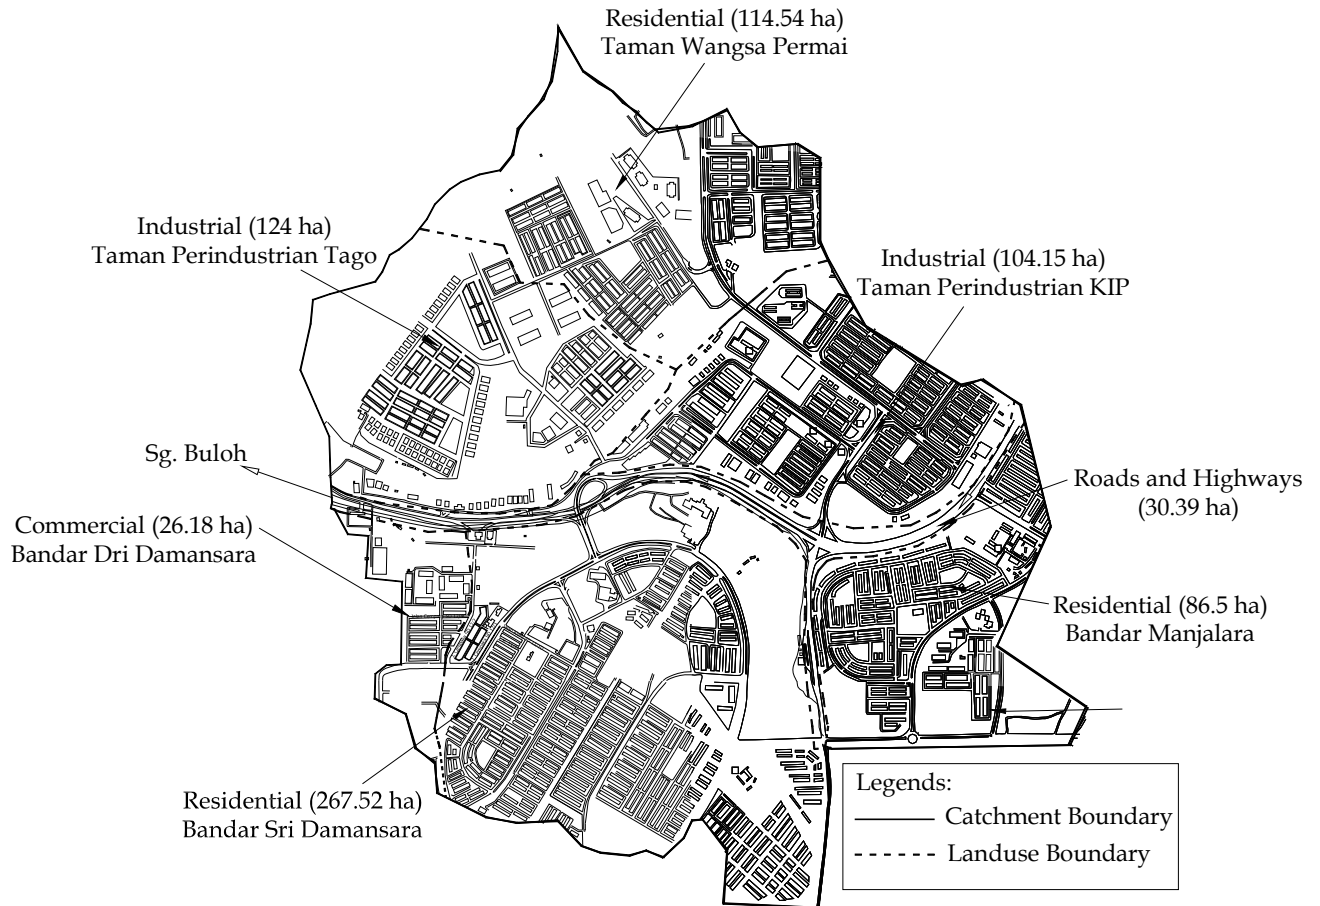 Residential (114.54 ha)
Taman Wangsa Permai
Industrial (124 ha)
Taman Perindustrian Tago
Industrial (104.15 ha)
Taman Perindustrian KIP
Sg. Buloh
Roads and Highways
(30.39 ha)
Commercial (26.18 ha)
Bandar Dri Damansara
Residential (86.5 ha)
Bandar Manjalara
Residential (267.52 ha)
Bandar Sri Damansara
Legends:
Catchment Boundary
Landuse Boundary